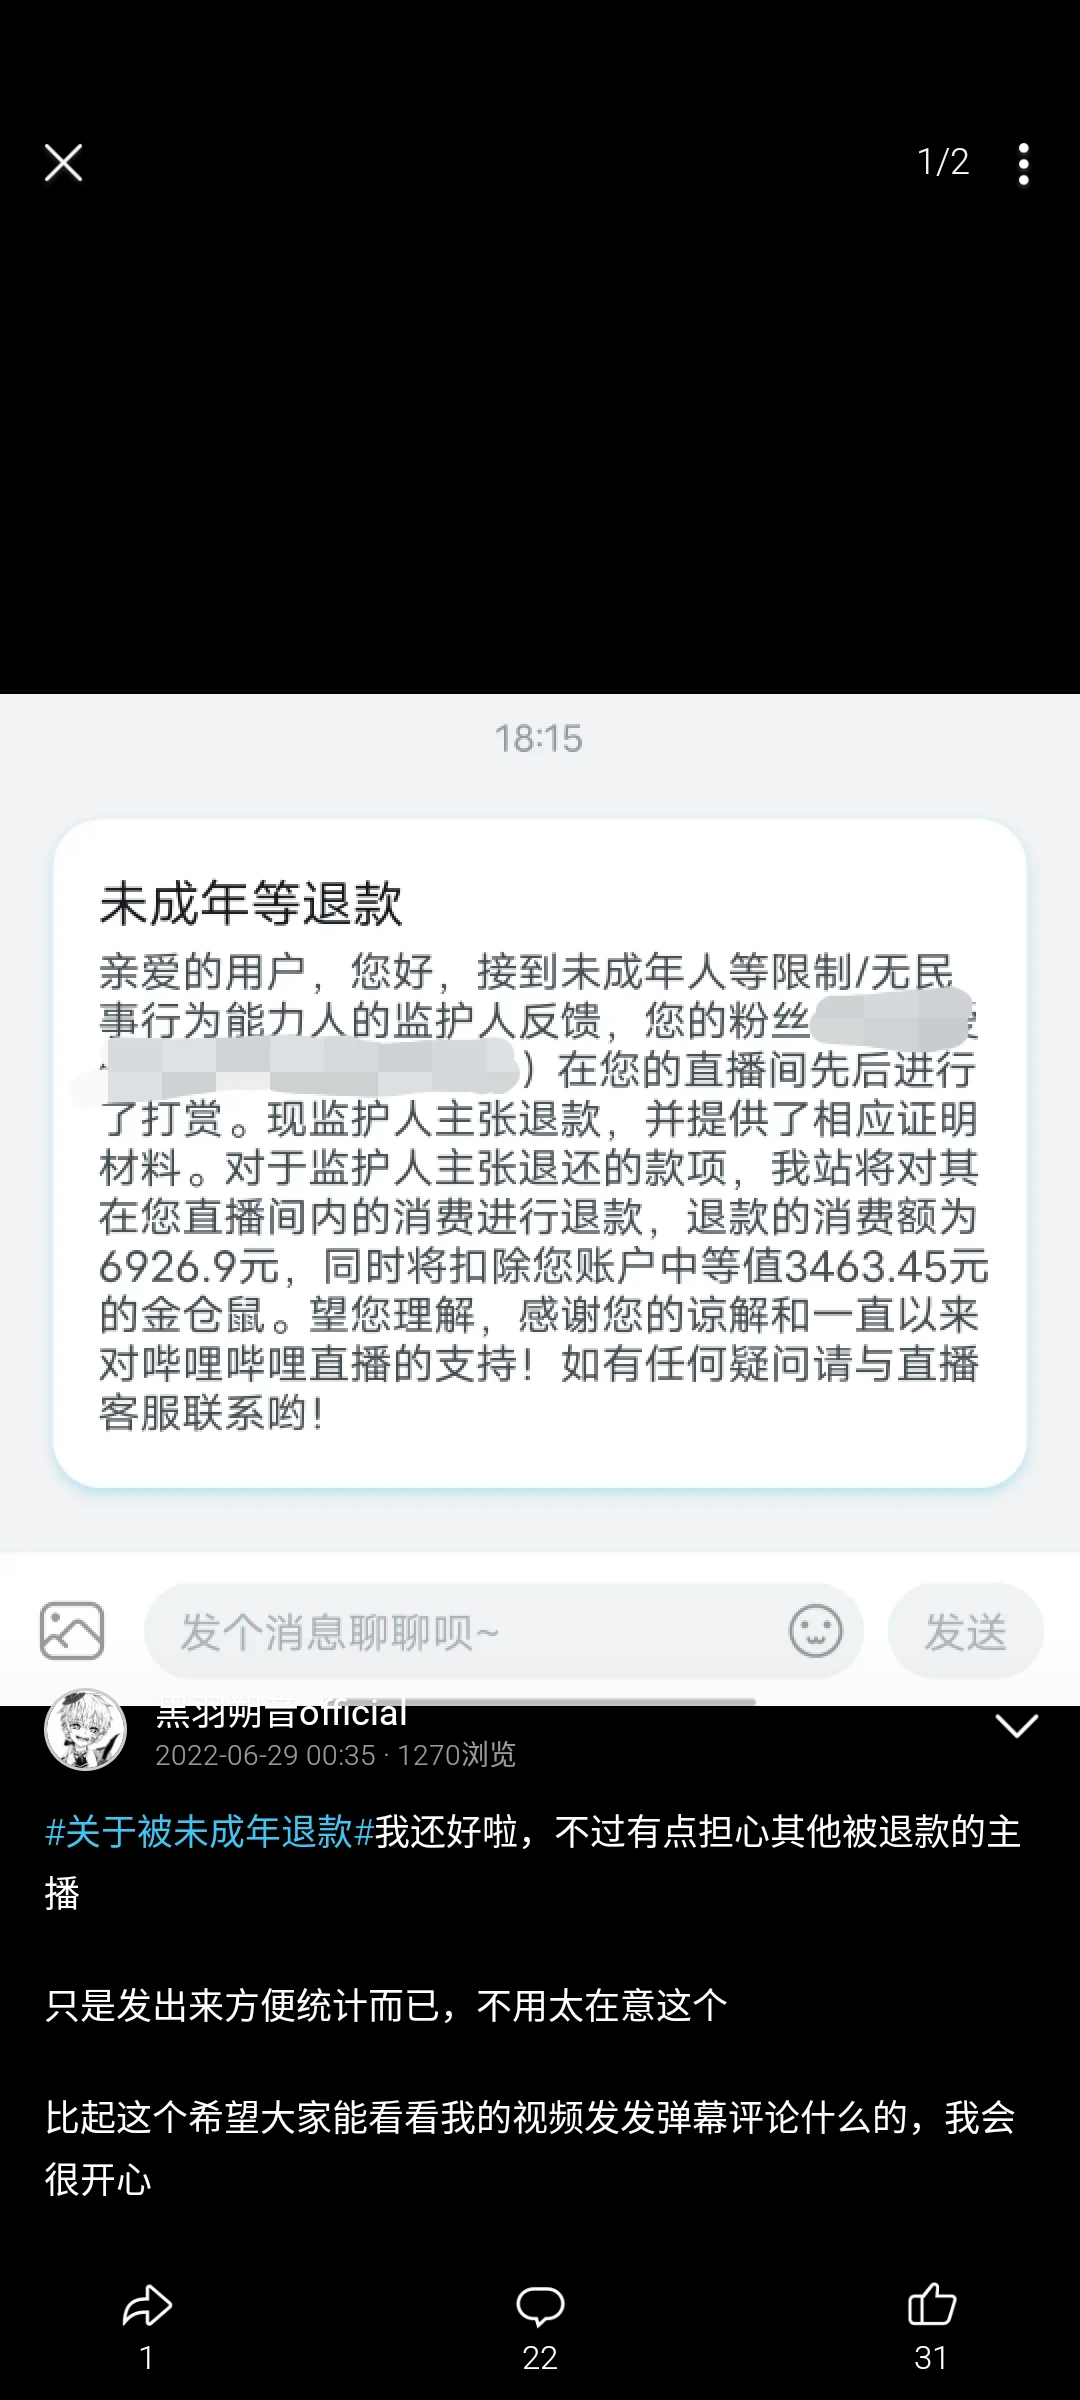 1/2
18:15
未成年等退款
亲爱的用户，您好，接到未成年人等限制/无民
事行为能力人的监护人反馈，您的粉丝
）在您的直播间先后进行
了打赏。现监护人主张退款，并提供了相应证明
材料。对于监护人主张退还的款项，我站将对其
在您直播间内的消费进行退款，退款的消费额为
6926.9元，同时将扣除您账户中等值3463.45元
的金仓鼠。望您理解，感谢您的谅解和一直以来
对哔哩哔哩直播的支持！如有任何疑问请与直播
客服联系哟！
发个消息聊聊呗~
发送
黑羽朔音official
2022-06-29 00:35 · 1270浏览
#关于被未成年退款#我还好啦，不过有点担心其他被退款的主
播
只是发出来方便统计而已，不用太在意这个
比起这个希望大家能看看我的视频发发弹幕评论什么的，我会
很开心
1
22
31